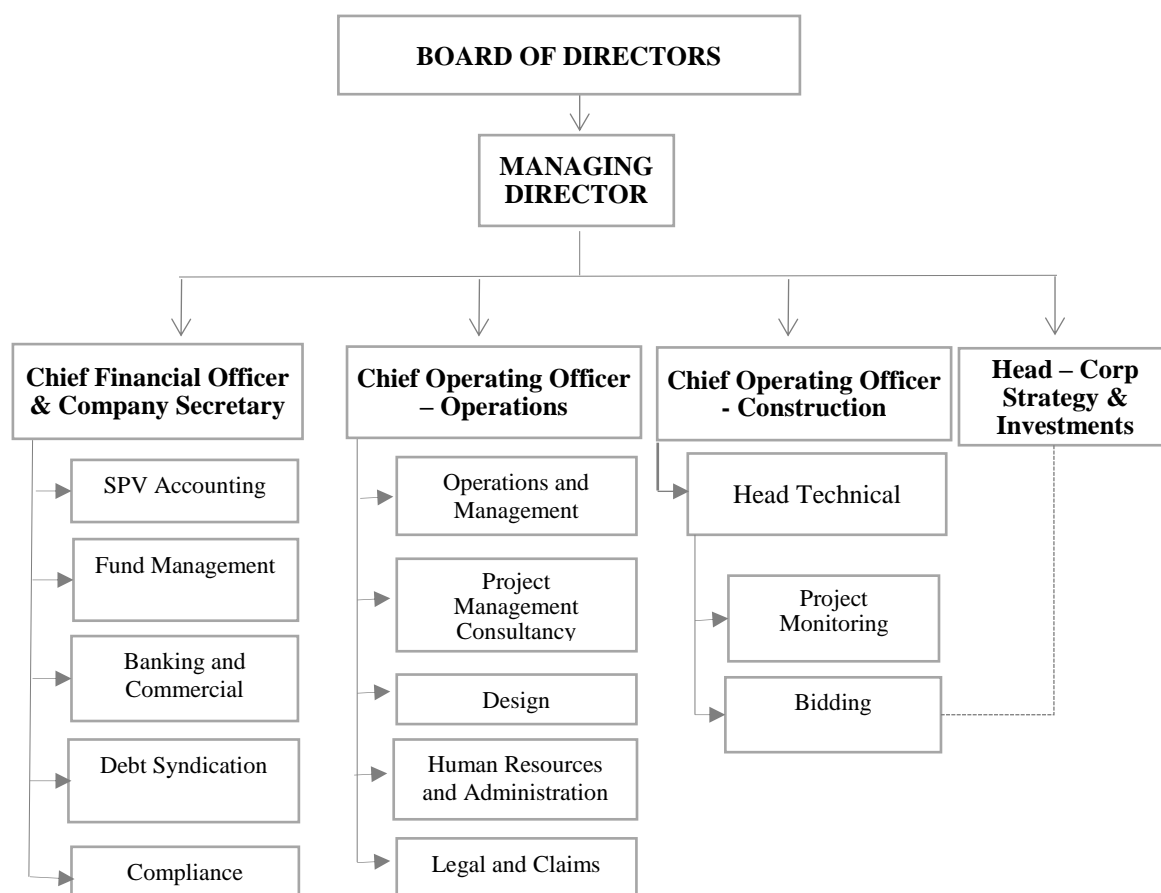 BOARD OF DIRECTORS
MANAGING
DIRECTOR
Chief Financial Officer
& Company Secretary
SPV Accounting
Fund Management
Banking and
Commercial
Debt Syndication
Compliance
Chief Operating Officer
– Operations
Operations and
Management
Project
Management
Consultancy
Design
Human Resources
and Administration
Legal and Claims
Chief Operating Officer
- Construction
Head Technical
Project
Monitoring
Bidding
Head – Corp
Strategy &
Investments